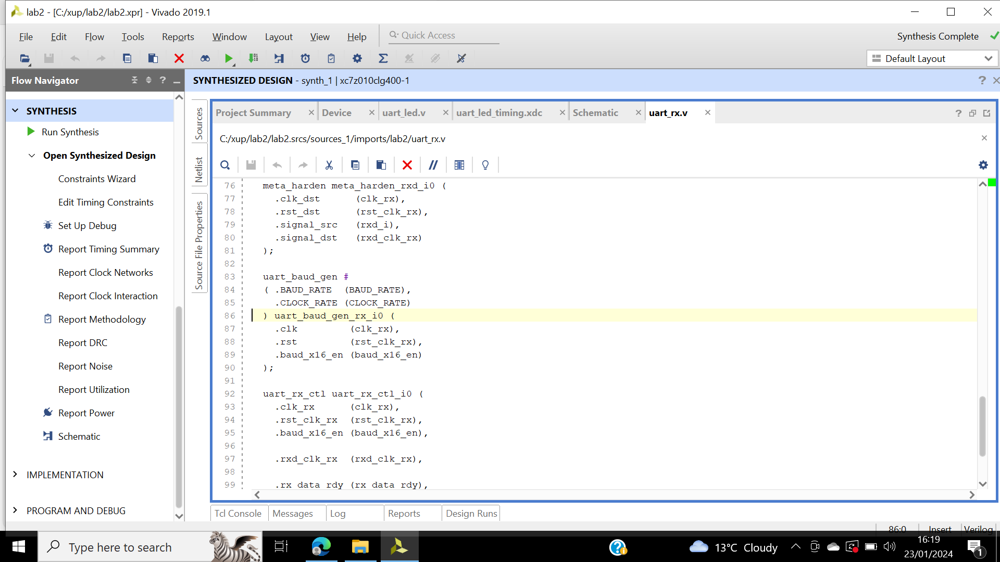 lab2 - [C:/xup/lab2/lab2.xpr] - Vivado 2019.1
File Edit Flow Tools Reports Window Layout View Help Quick Access Synthesis Complete
Default Layout
Flow Navigator ? SYNTHESIZED DESIGN - synth_1 | xc7z010clg400-1 ?
SYNTHESIS
Run Synthesis
Open Synthesized Design
Constraints Wizard
Edit Timing Constraints
Set Up Debug
Report Timing Summary
Report Clock Networks
Report Clock Interaction
Report Methodology
Report DRC
Report Noise
Report Utilization
Report Power
Schematic
IMPLEMENTATION
PROGRAM AND DEBUG
Sources
Netlist
Source File Properties
Project Summary Device uart_led.v uart_led_timing.xdc Schematic uart_rx.v ?
C:/xup/lab2/lab2.srcs/sources_1/imports/lab2/uart_rx.v
76 meta_harden meta_harden_rxd_i0 (
77 .clk_dst (clk_rx),
78 .rst_dst (rst_clk_rx),
79 .signal_src (rxd_i),
80 .signal_dst (rxd_clk_rx)
81 );
82
83 uart_baud_gen #
84 ( .BAUD_RATE (BAUD_RATE),
85 .CLOCK_RATE (CLOCK_RATE)
86 ) uart_baud_gen_rx_i0 (
87 .clk (clk_rx),
88 .rst (rst_clk_rx),
89 .baud_x16_en (baud_x16_en)
90 );
91
92 uart_rx_ctl uart_rx_ctl_i0 (
93 .clk_rx (clk_rx),
94 .rst_clk_rx (rst_clk_rx),
95 .baud_x16_en (baud_x16_en),
96
97 .rxd_clk_rx (rxd_clk_rx),
98
99 .rx_data_rdy (rx_data_rdy),
Tcl Console Messages Log Reports Design Runs
86:0 Insert Verilog
Type here to search
13°C Cloudy
16:19
23/01/2024
1